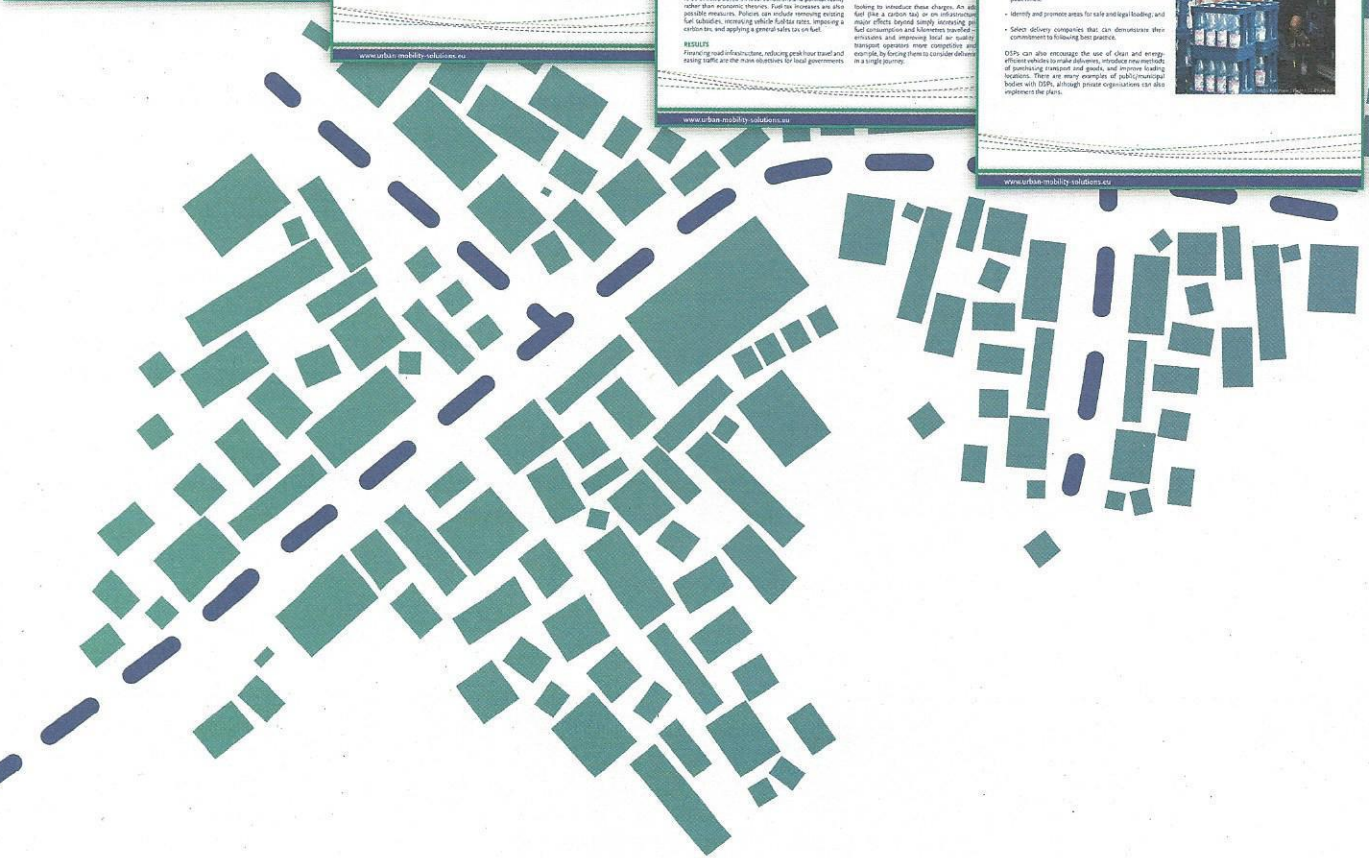 www.urban-mobility-solutions.eu
rather than economic theories. Fuel tax increases are also
possible measures. Policies can include removing existing
fuel subsidies, increasing vehicle fuel tax rates, imposing a
carbon tax, and applying a general sales tax on fuel.
RESULTS
Financing road infrastructure, reducing peak hour travel and
easing traffic are the main objectives for local governments
looking to introduce these charges. An
fuel (like a carbon tax) or on infrastructure
major effects beyond simply increasing
fuel consumption and kilometres travelled –
emissions and improving local air quality
transport operators more competitive and
example, by forcing them to consider
in a single journey.
www.urban-mobility-solutions.eu
• Identify and promote areas for safe and legal loading; and
• Select delivery companies that can demonstrate their
commitment to following best practice.
DSPs can also encourage the use of clean and energy-
efficient vehicles to make deliveries, introduce new methods
of purchasing transport and goods, and improve loading
locations. There are many examples of public/municipal
bodies with DSPs, although private organisations can also
implement the plans.
www.urban-mobility-solutions.eu